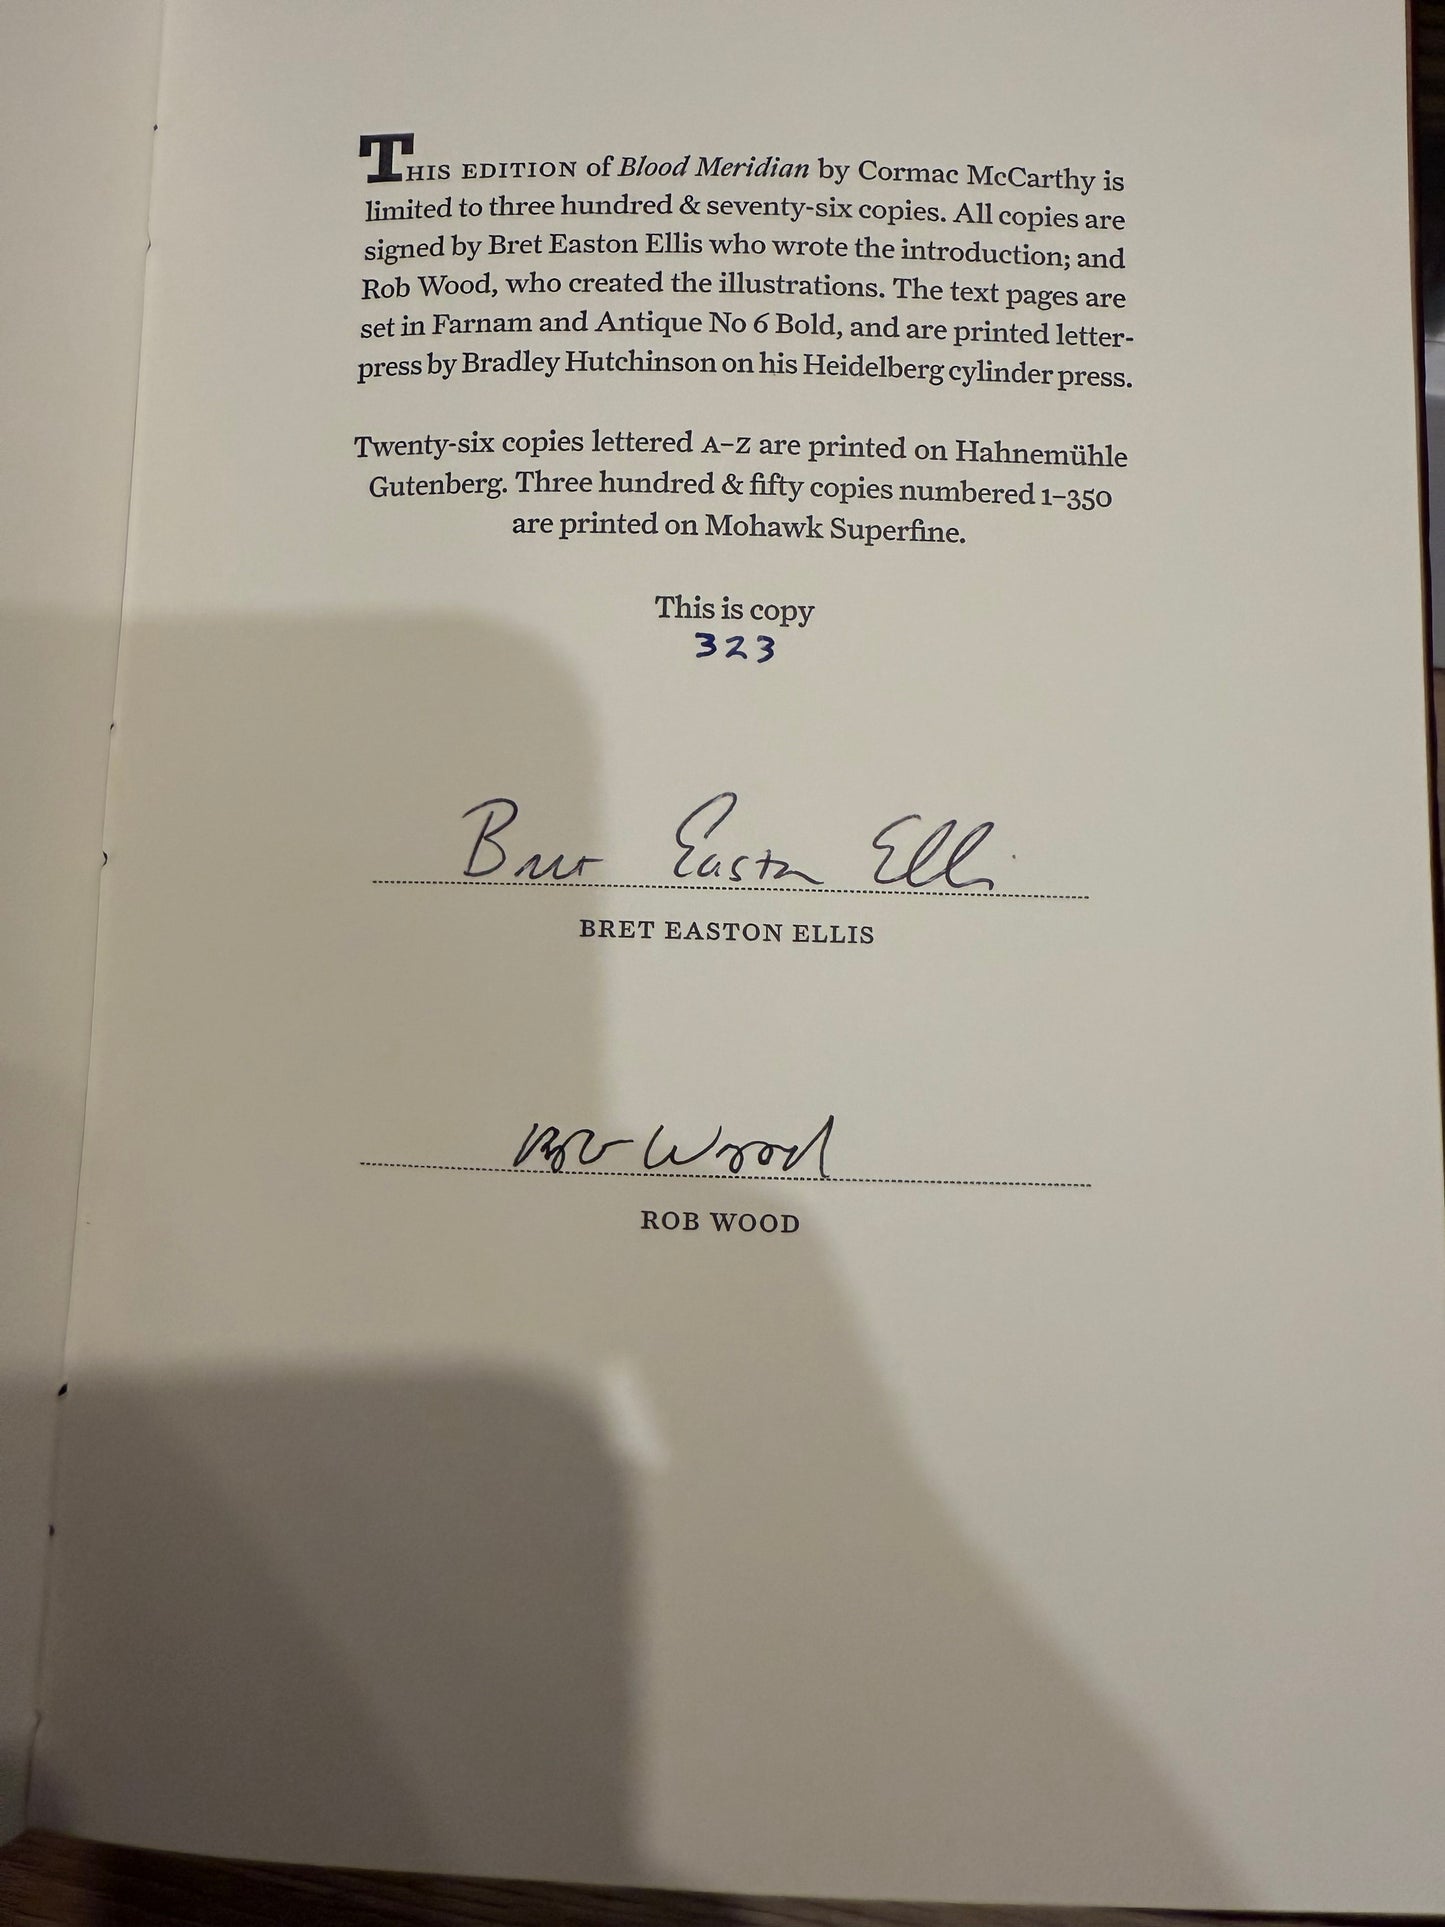 THIS EDITION of Blood Meridian by Cormac McCarthy is
limited to three hundred & seventy-six copies. All copies are
signed by Bret Easton Ellis who wrote the introduction; and
Rob Wood, who created the illustrations. The text pages are
set in Farnam and Antique No 6 Bold, and are printed letter-
press by Bradley Hutchinson on his Heidelberg cylinder press.
Twenty-six copies lettered A–Z are printed on Hahnemühle
Gutenberg. Three hundred & fifty copies numbered 1–350
are printed on Mohawk Superfine.
This is copy
323
Bret Easton Ellis
BRET EASTON ELLIS
Rob Wood
ROB WOOD